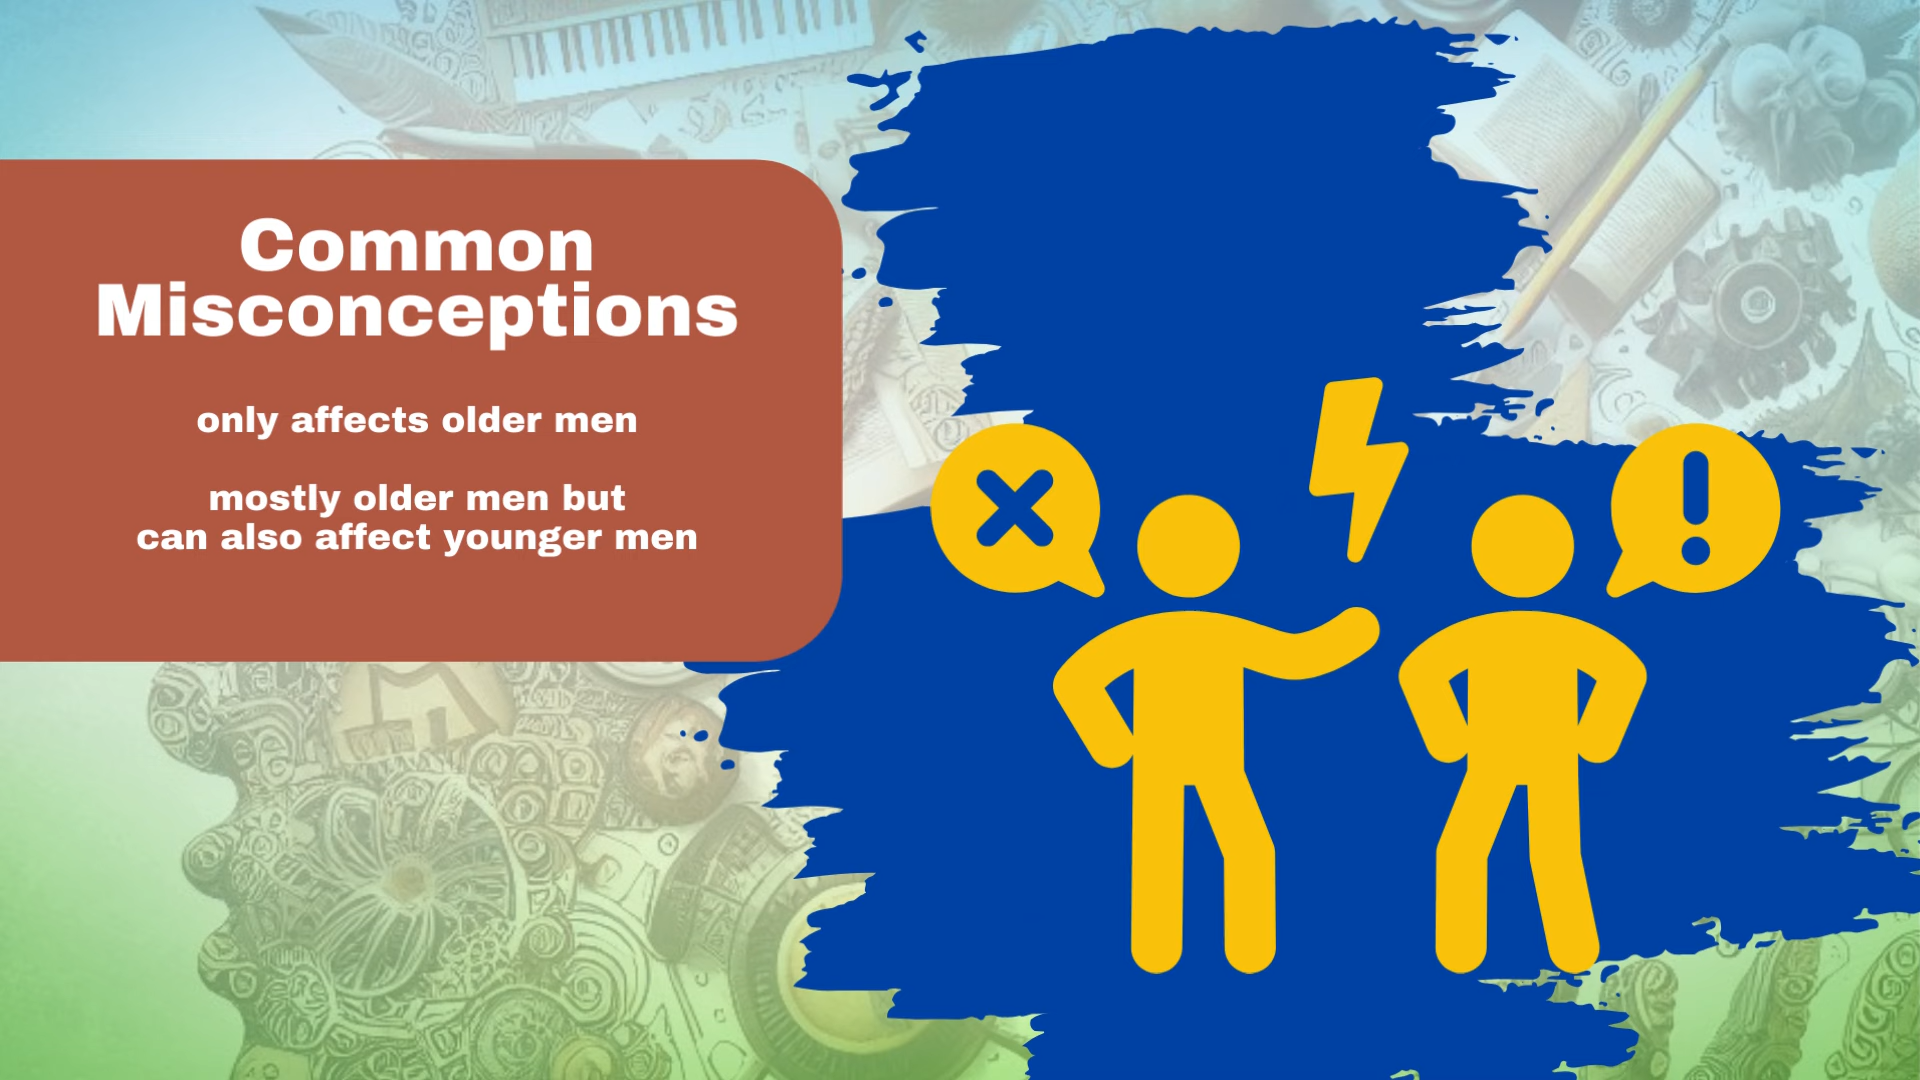 Common
Misconceptions
only affects older men
mostly older men but
can also affect younger men